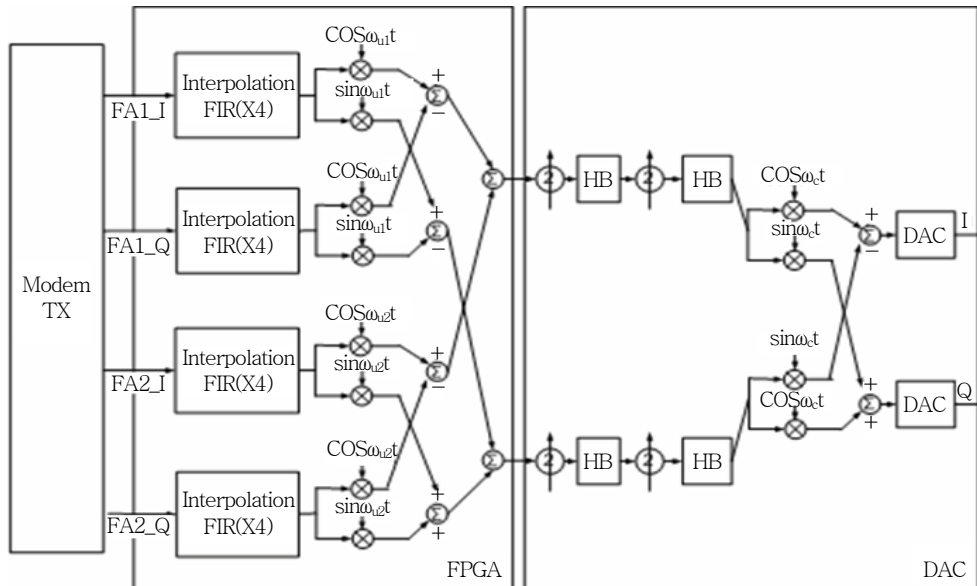 Modem
TX
FA1_I
FA1_Q
FA2_I
FA2_Q
Interpolation
FIR(X4)
Interpolation
FIR(X4)
Interpolation
FIR(X4)
Interpolation
FIR(X4)
COSωu1t
sinωu1t
COSωu1t
sinωu1t
COSωu2t
sinωu2t
COSωu2t
sinωu2t
+
Σ
−
+
Σ
−
+
Σ
−
+
Σ
+
Σ
Σ
FPGA
2
HB
2
HB
2
HB
2
HB
COSωct
sinωct
sinωct
COSωct
+
Σ
−
+
Σ
+
DAC
I
DAC
Q
DAC